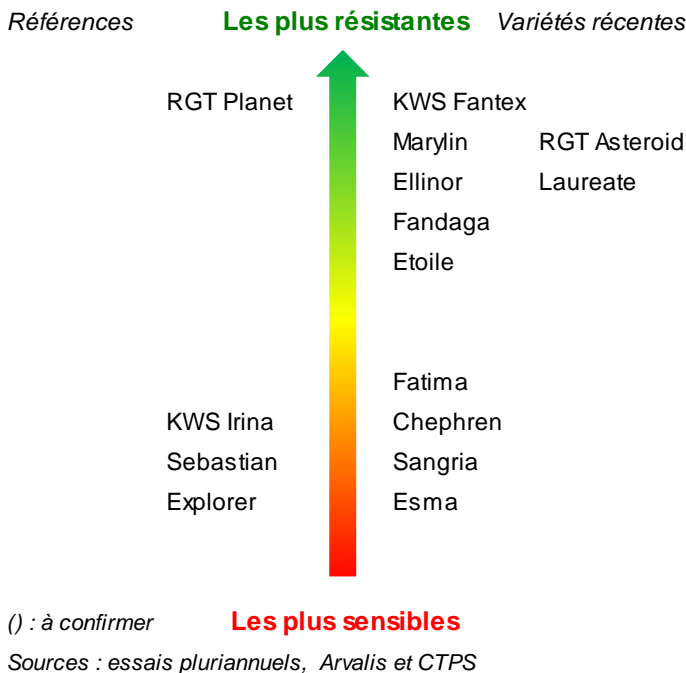 Références Les plus résistantes Variétés récentes
RGT Planet KWS Fantex
Marylin RGT Asteroid
Ellinor Laureate
Fandaga
Etoile
Fatima
KWS Irina Chephren
Sebastian Sangria
Explorer Esma
() : à confirmer Les plus sensibles
Sources : essais pluriannuels, Arvalis et CTPS